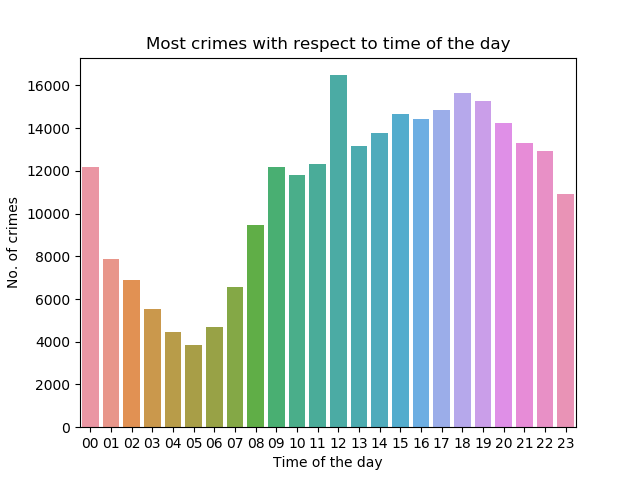 Most crimes with respect to time of the day
No. of crimes
16000
14000
12000
10000
8000
6000
4000
2000
0
00 01 02 03 04 05 06 07 08 09 10 11 12 13 14 15 16 17 18 19 20 21 22 23
Time of the day